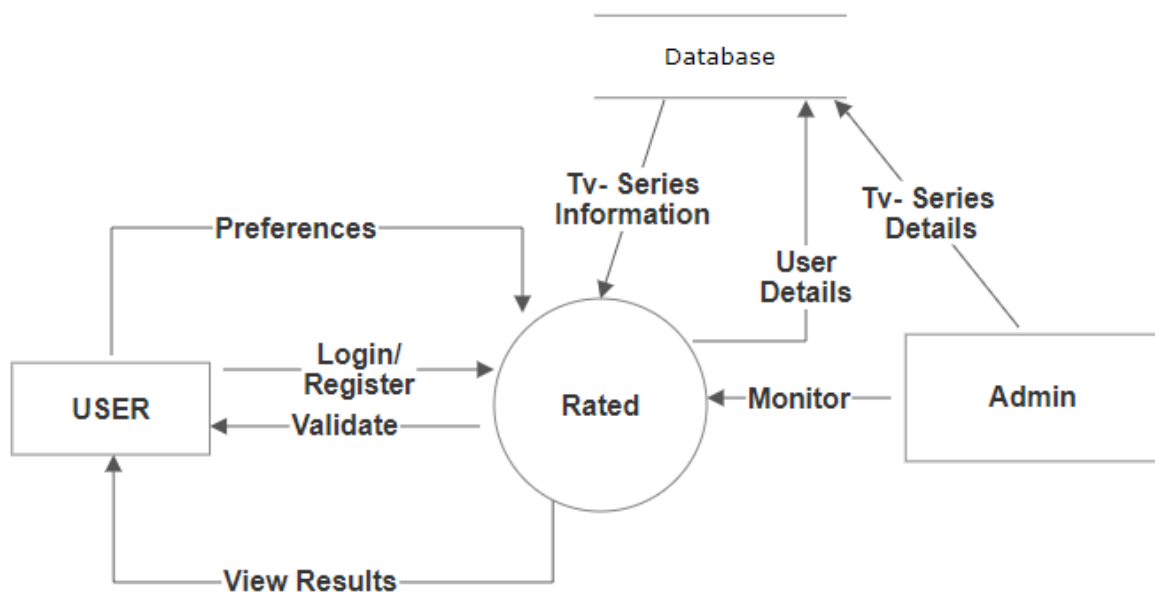 Database
Tv- Series
Information
Tv- Series
Details
Preferences
User
Details
Login/
Register
USER
Validate
Rated
Monitor
Admin
View Results